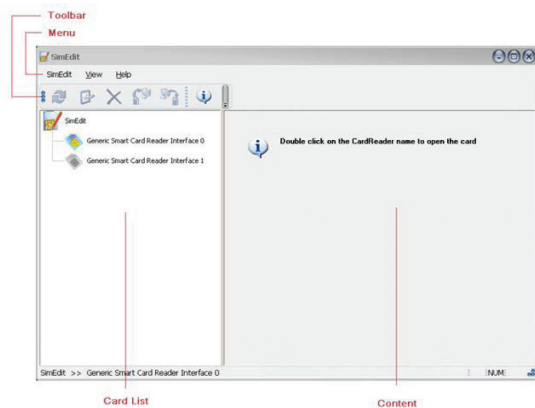 Toolbar
Menu
SimEdit
SimEdit View Help
SimEdit
Generic Smart Card Reader Interface 0
Generic Smart Card Reader Interface 1
Double click on the CardReader name to open the card
SimEdit >> Generic Smart Card Reader Interface 0
NUM
Card List
Content